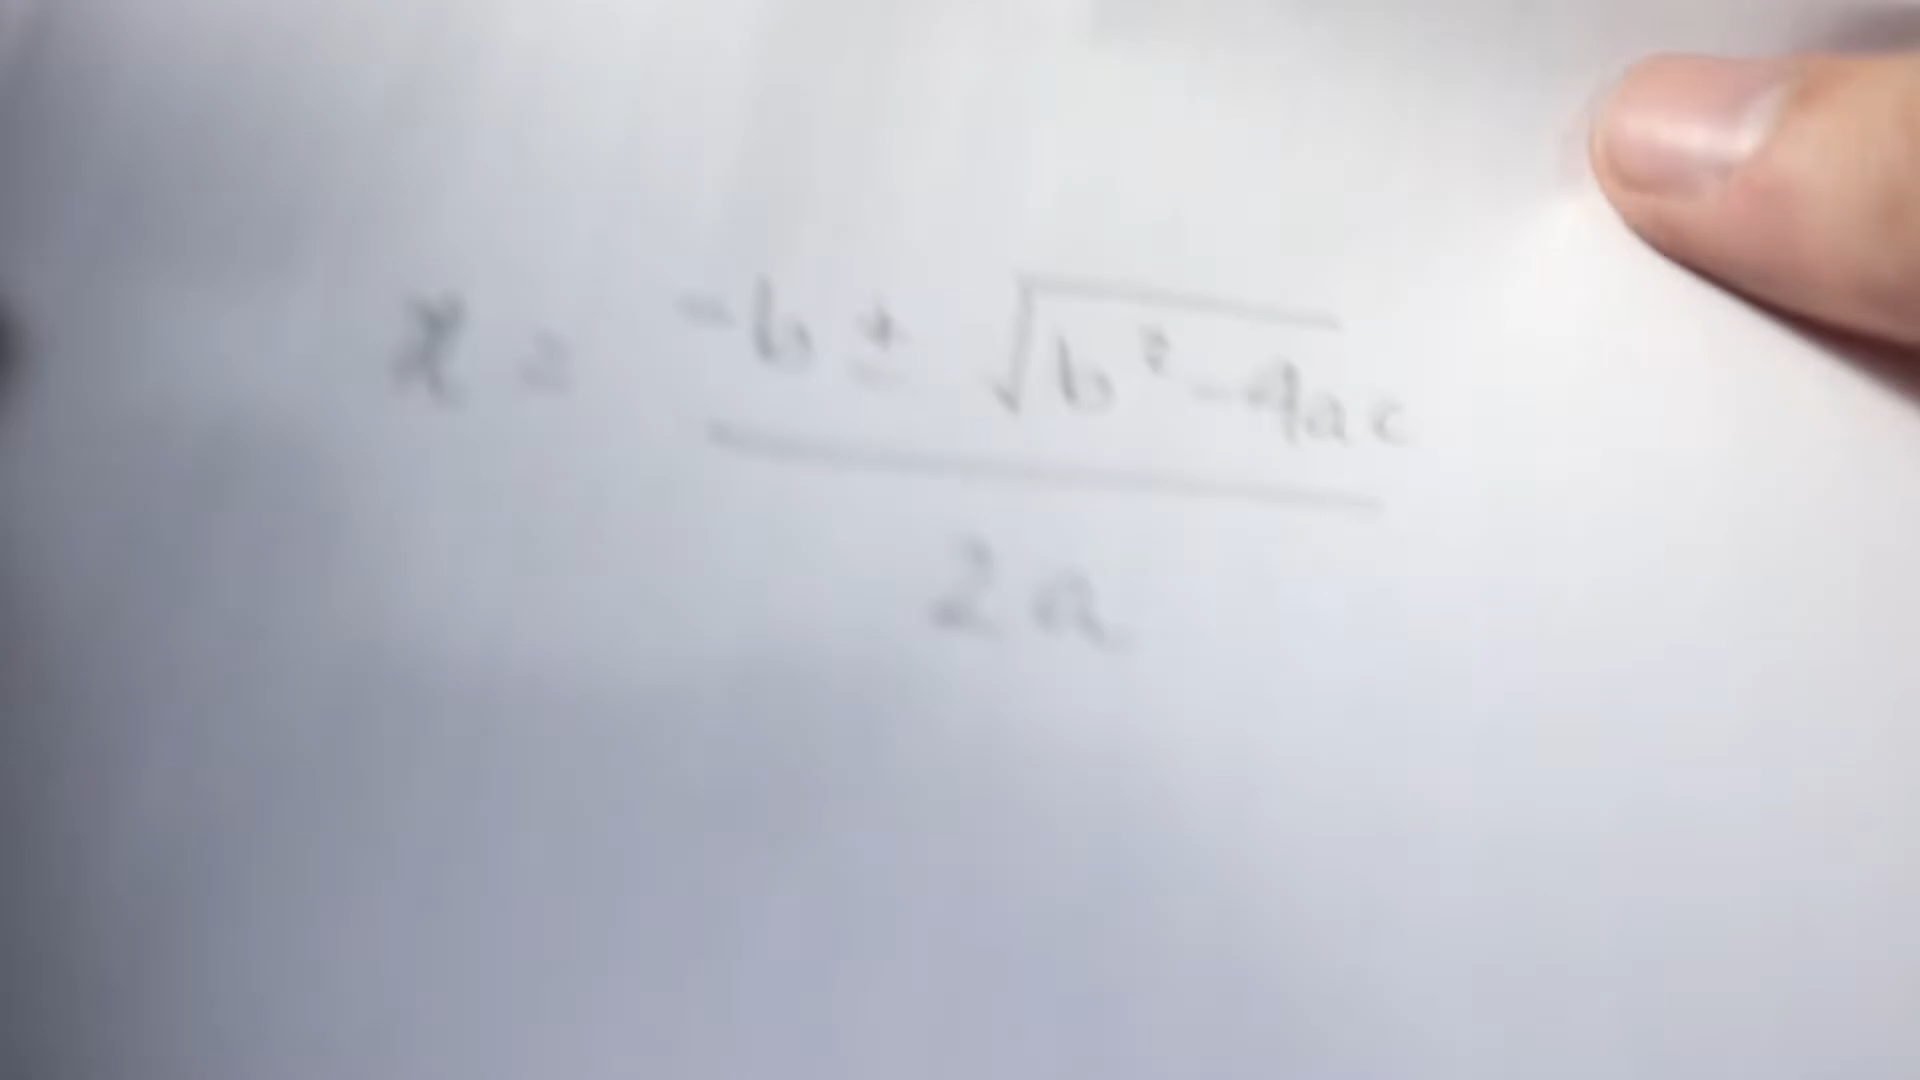 x = -b ± √b² - 4ac
2a